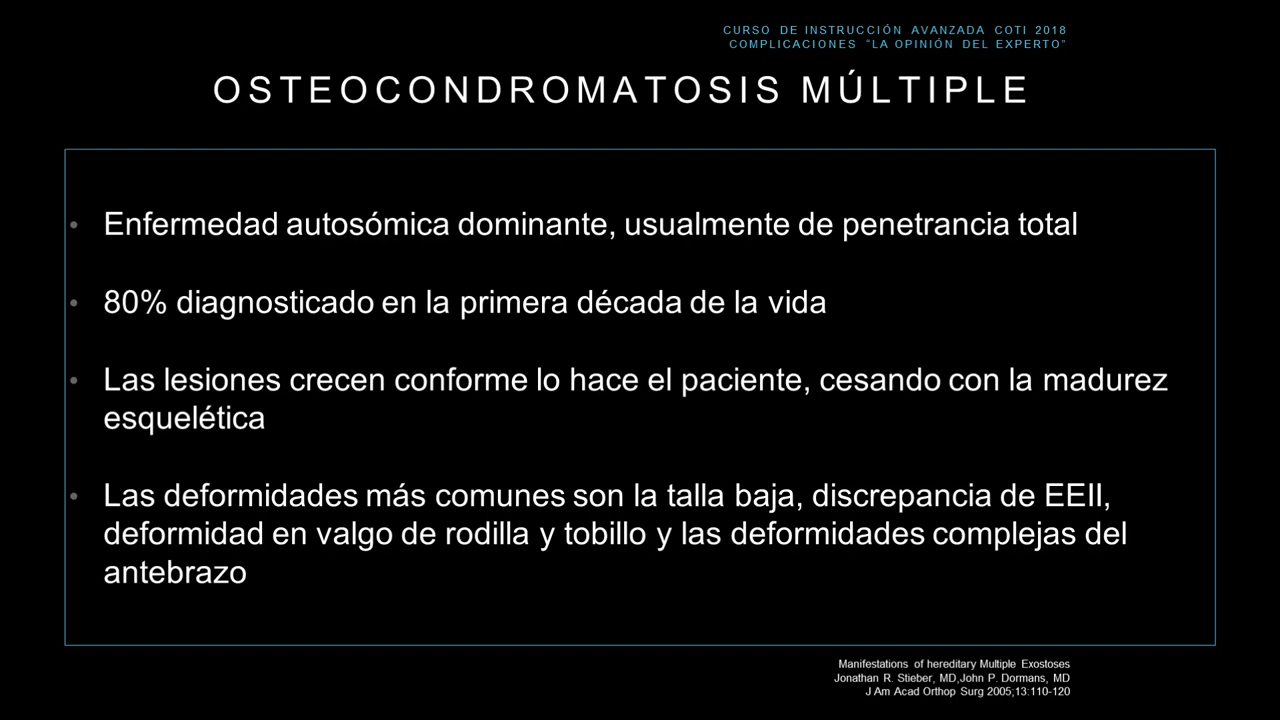 CURSO DE INSTRUCCIÓN AVANZADA COTI 2018
COMPLICACIONES “LA OPINIÓN DEL EXPERTO”
OSTEOCONDROMATOSIS MÚLTIPLE
• Enfermedad autosómica dominante, usualmente de penetrancia total
• 80% diagnosticado en la primera década de la vida
• Las lesiones crecen conforme lo hace el paciente, cesando con la madurez
esquelética
• Las deformidades más comunes son la talla baja, discrepancia de EEII,
deformidad en valgo de rodilla y tobillo y las deformidades complejas del
antebrazo
Manifestations of hereditary Multiple Exostoses
Jonathan R. Stieber, MD,John P. Dormans, MD
J Am Acad Orthop Surg 2005;13:110-120